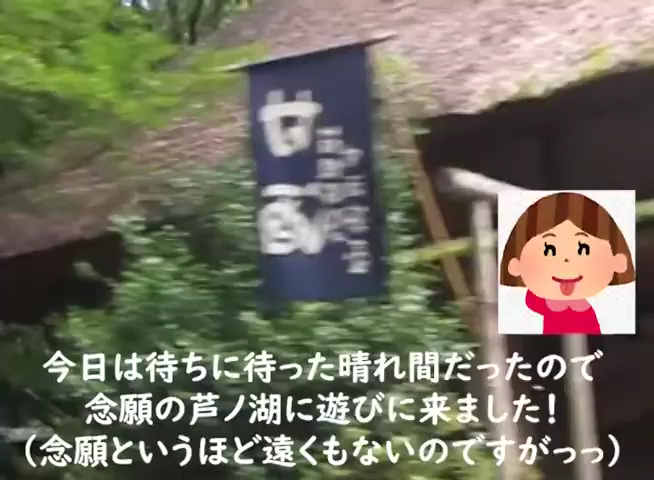 甘酒
今日は待ちに待った晴れ間だったので
念願の芦ノ湖に遊びに来ました!
(念願というほど遠くもないのですがっっ)